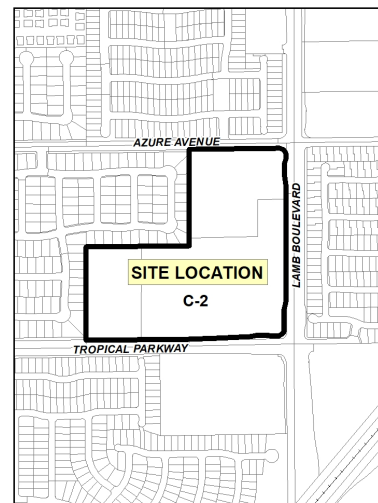 AZURE AVENUE
LAMB BOULEVARD
SITE LOCATION
C-2
TROPICAL PARKWAY